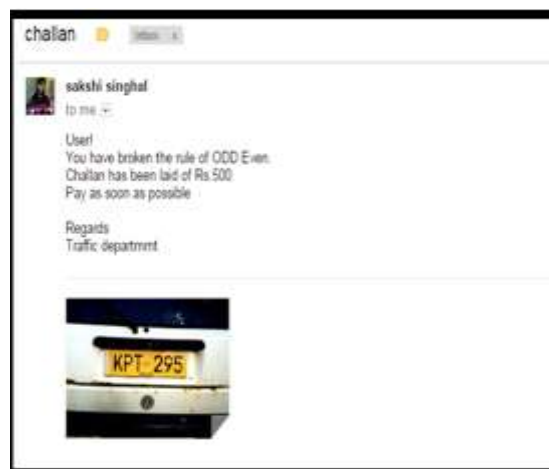 challan
Inbox x
sakshi singhal
to me
User!
You have broken the rule of ODD Even.
Challan has been laid of Rs.500
Pay as soon as possible
Regards
Traffic departmnt
KPT-295